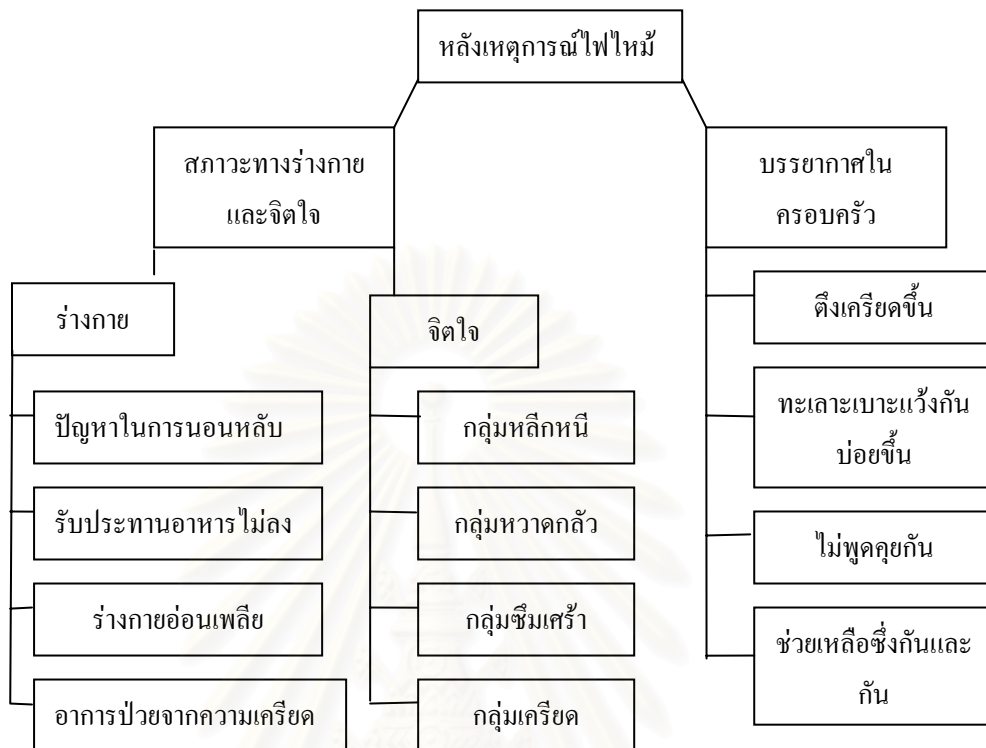 หลังเหตุการณ์ไฟไหม้
สภาวะทางร่างกาย
และจิตใจ
บรรยากาศใน
ครอบครัว
ร่างกาย
ปัญหาในการนอนหลับ
รับประทานอาหารไม่ลง
ร่างกายอ่อนเพลีย
อาการป่วยจากความเครียด
จิตใจ
กลุ่มหลีกหนี
กลุ่มหวาดกลัว
กลุ่มซึมเศร้า
กลุ่มเครียด
ตึงเครียดขึ้น
ทะเลาะเบาะแว้งกัน
บ่อยขึ้น
ไม่พูดคุยกัน
ช่วยเหลือซึ่งกันและ
กัน